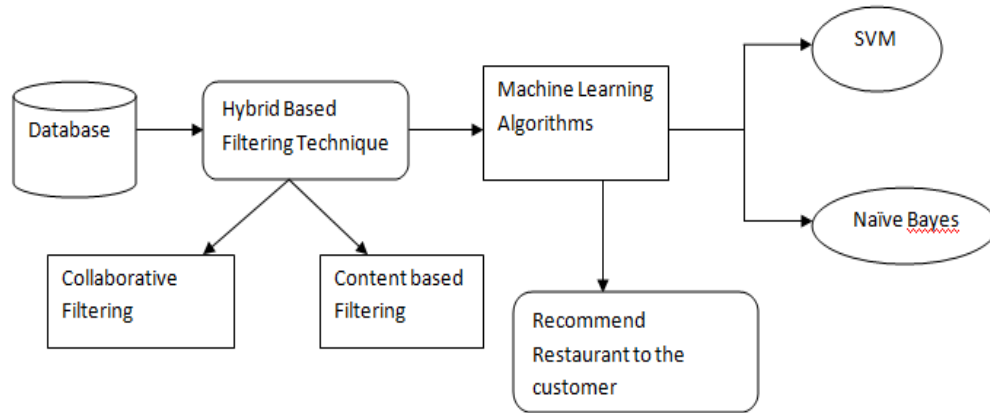 Database
Hybrid Based
Filtering Technique
Machine Learning
Algorithms
SVM
Naïve Bayes
Collaborative
Filtering
Content based
Filtering
Recommend
Restaurant to the
customer